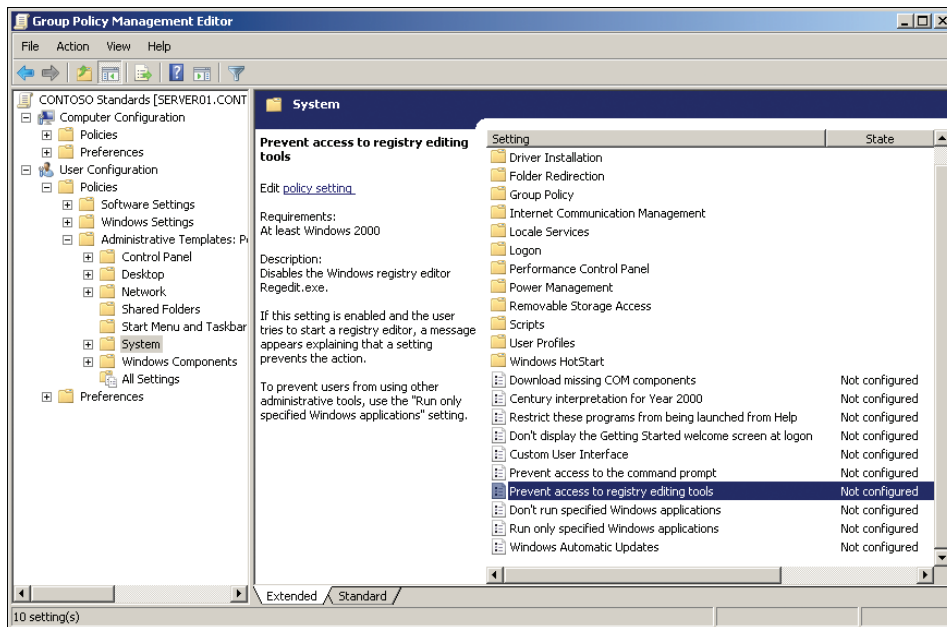 Group Policy Management Editor
File Action View Help
CONTOSO Standards [SERVER01.CONT
Computer Configuration
Policies
Preferences
User Configuration
Policies
Software Settings
Windows Settings
Administrative Templates: Po
Control Panel
Desktop
Network
Shared Folders
Start Menu and Taskbar
System
Windows Components
All Settings
Preferences
System
Prevent access to registry editing
tools
Edit policy setting
Requirements:
At least Windows 2000
Description:
Disables the Windows registry editor
Regedit.exe.
If this setting is enabled and the user
tries to start a registry editor, a message
appears explaining that a setting
prevents the action.
To prevent users from using other
administrative tools, use the "Run only
specified Windows applications" setting.
Setting State
Driver Installation
Folder Redirection
Group Policy
Internet Communication Management
Locale Services
Logon
Performance Control Panel
Power Management
Removable Storage Access
Scripts
User Profiles
Windows HotStart
Download missing COM components Not configured
Century interpretation for Year 2000 Not configured
Restrict these programs from being launched from Help Not configured
Don't display the Getting Started welcome screen at logon Not configured
Custom User Interface Not configured
Prevent access to the command prompt Not configured
Prevent access to registry editing tools Not configured
Don't run specified Windows applications Not configured
Run only specified Windows applications Not configured
Windows Automatic Updates Not configured
Extended Standard
10 setting(s)